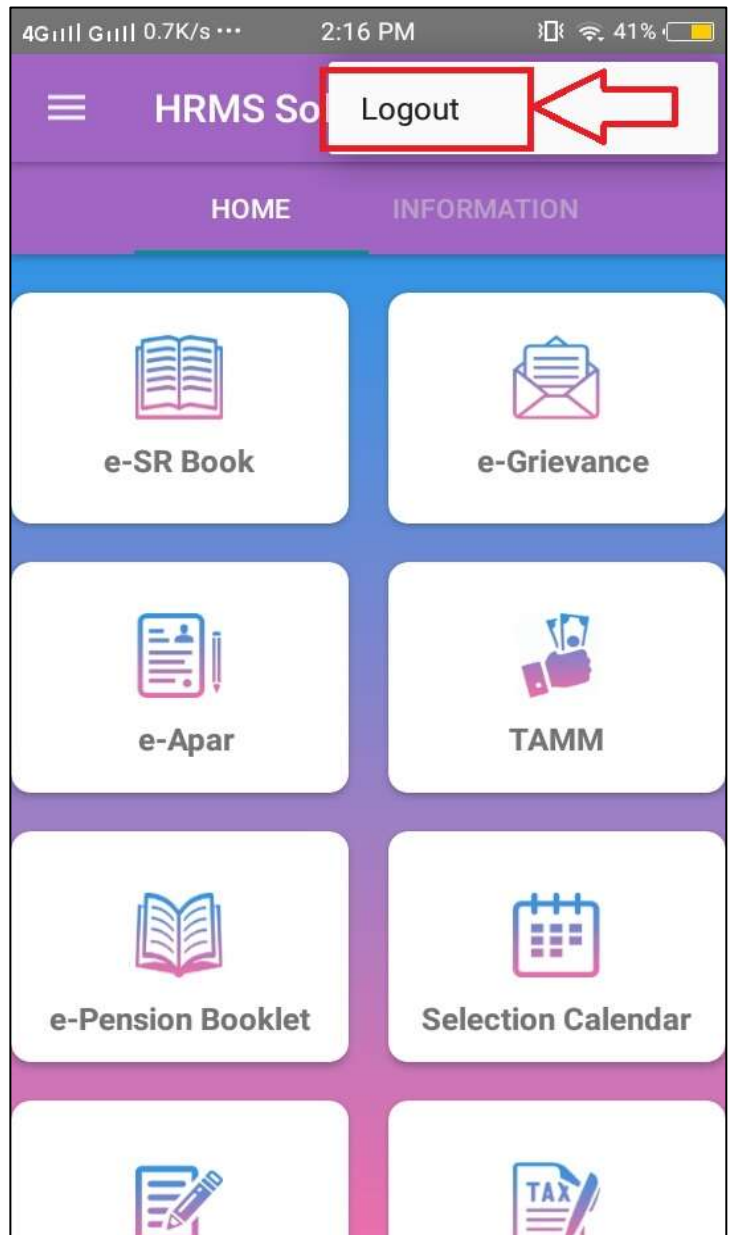 4G G 0.7K/s ··· 2:16 PM 41%
HRMS So
Logout
HOME INFORMATION
e-SR Book e-Grievance
e-Apar TAMM
e-Pension Booklet Selection Calendar
TAX